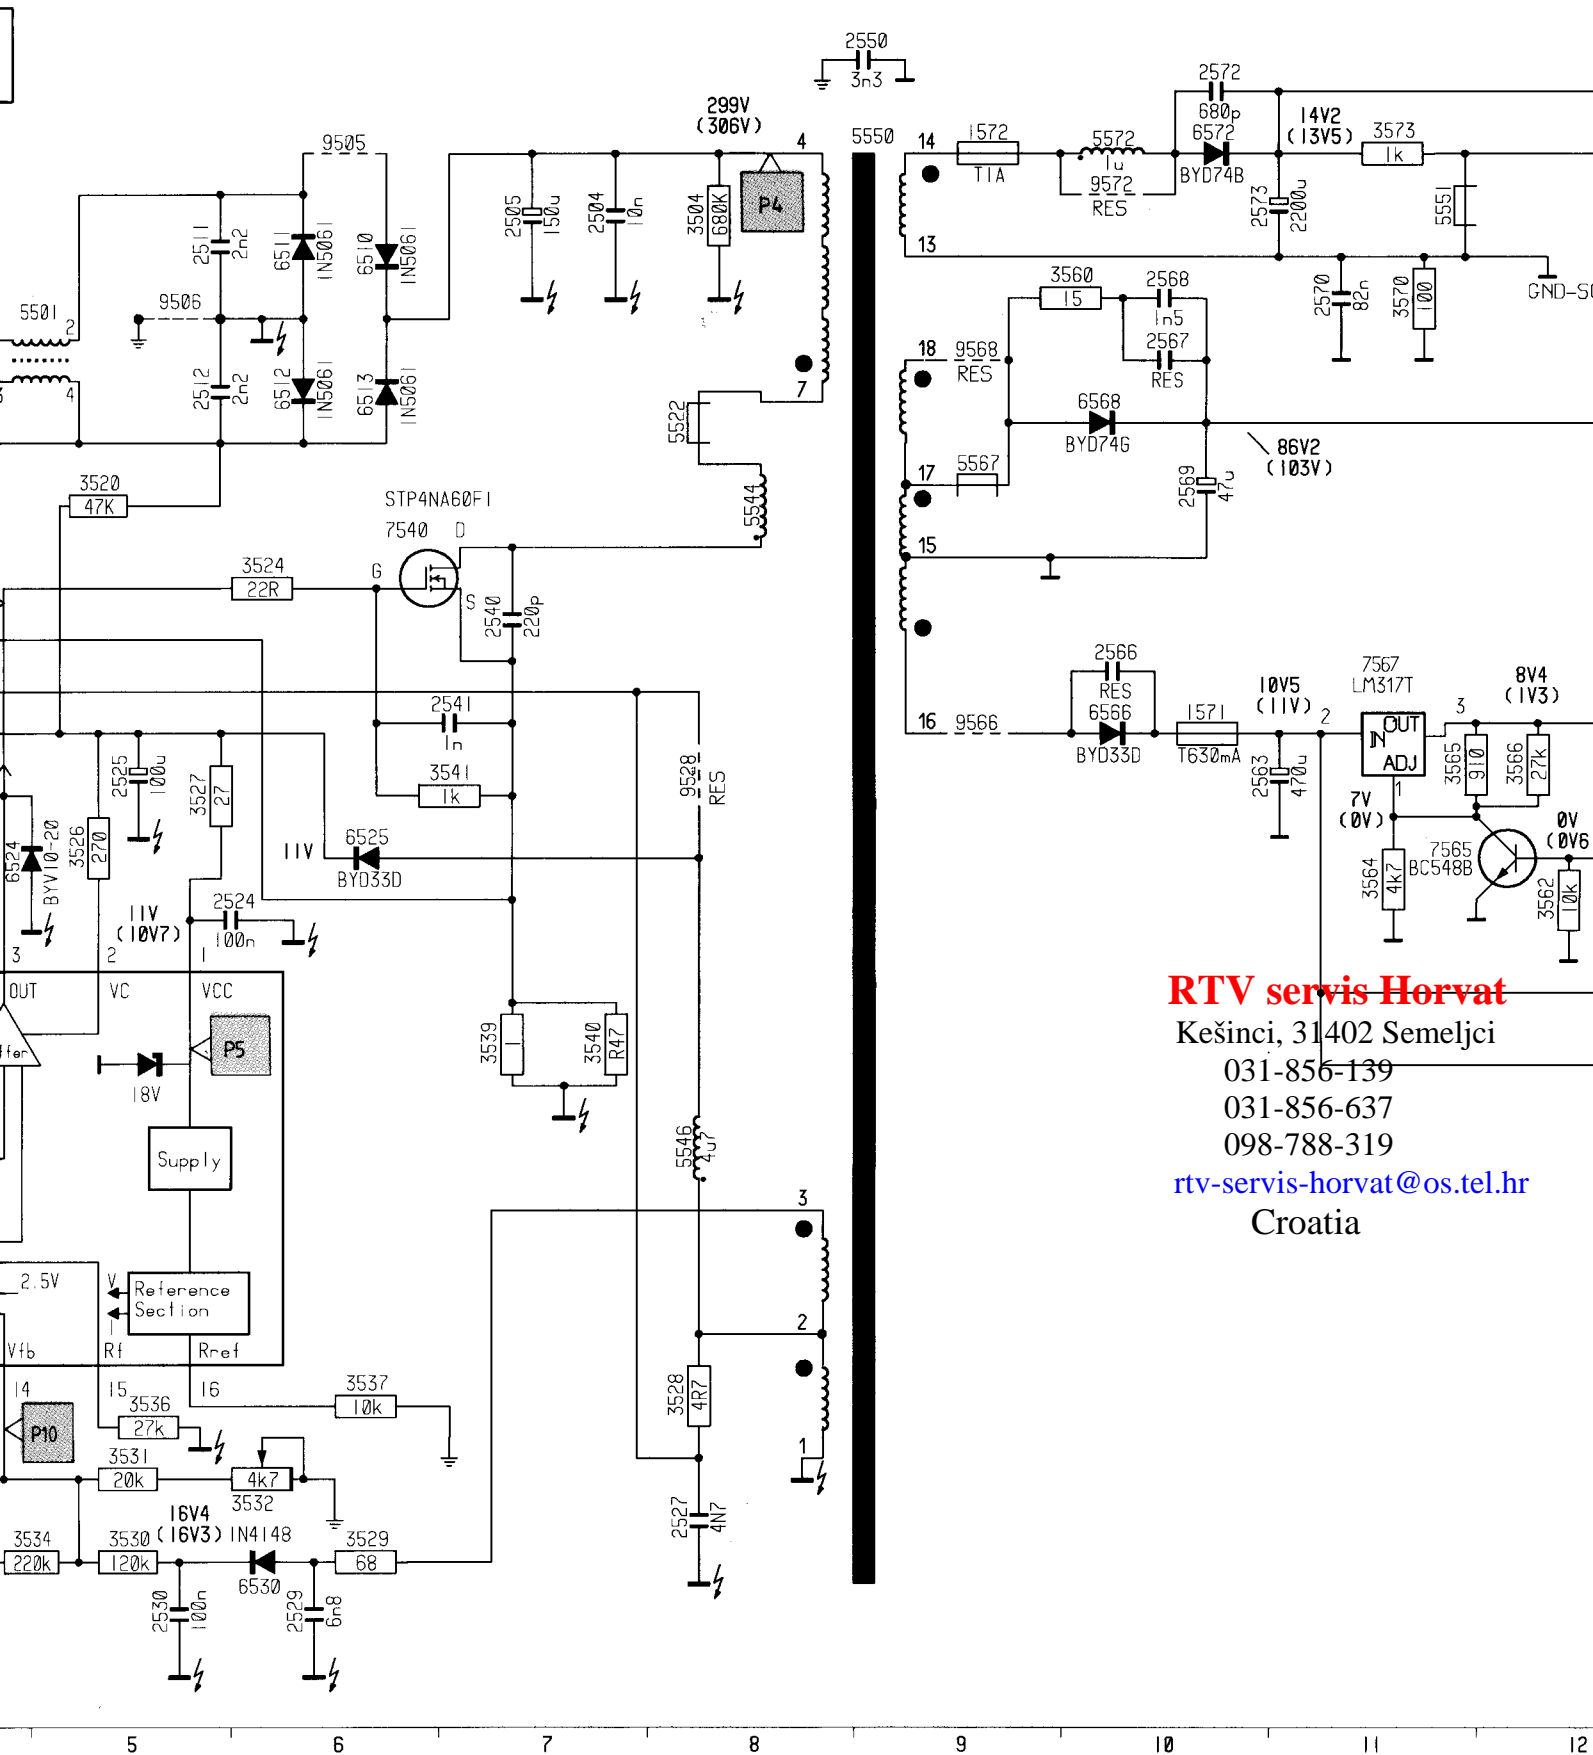 2550
3n3
2572
680p
299V
(306V)
5550
14
1572
T1A
5572
1u
9572
RES
6572
BYD74B
14V2
(13V5)
3573
1k
9505
4
2573
2200u
5551
2511
2n2
6511
1N5061
6510
1N5061
2505
150u
2504
10n
3504
680K
P4
13
9506
5501
2
3560
15
2568
1n5
2567
RES
2570
82n
3570
100
GND-S
2512
2n2
6512
1N5061
6513
1N5061
3
4
7
18
9568
RES
5522
6568
BYD74G
86V2
(103V)
3520
47K
STP4NA60FI
7540
D
5544
17
5567
2569
47u
15
3524
22R
G
S
2540
220p
2566
RES
7567
LM317T
8V4
(1V3)
2541
1n
10V5
(11V)
16
9566
6566
BYD33D
1571
T630mA
2
3
IN
OUT
ADJ
1
2525
100u
3527
27
3541
1k
9528
RES
2563
470u
3565
910
3566
27k
6524
BYV10-20
3526
270
11V
6525
BYD33D
7V
(0V)
0V
(0V6
7565
BC548B
3564
4k7
3562
10k
11V
(10V7)
2524
100n
3
2
1
OUT
VC
VCC
RTV servis Horvat
Kešinci, 31402 Semeljci
031-856-139
031-856-637
098-788-319
rtv-servis-horvat@os.tel.hr
Croatia
fer
P5
18V
3539
1
3540
R47
Supply
5546
4u7
3
2.5V
V
I
Reference
Section
2
Vfb
Rf
Rref
14
15
16
3536
27k
3537
10k
3528
4R7
P10
1
3531
20k
4k7
3532
2527
4N7
16V4
(16V3)
1N4148
3534
220k
3530
120k
6530
3529
68
2530
100n
2529
6n8
5
6
7
8
9
10
11
12